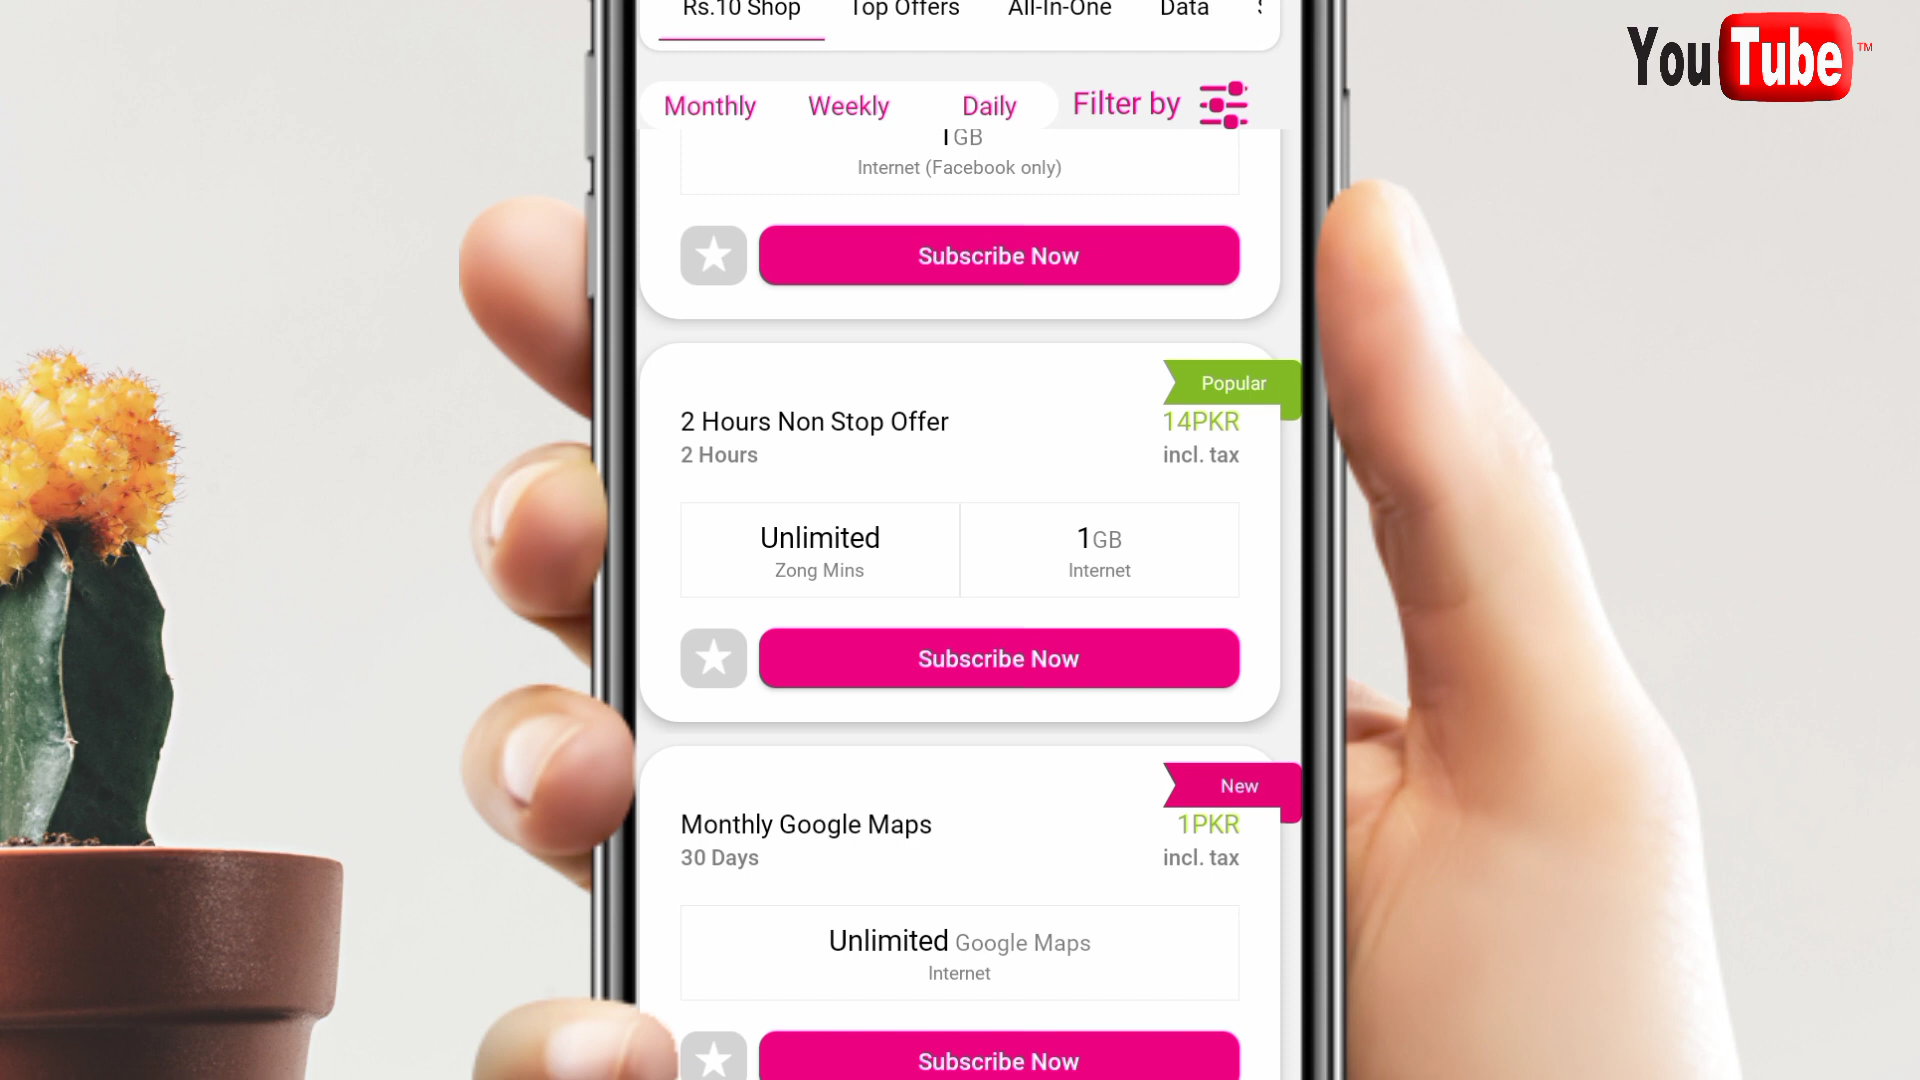 Rs.10 Shop Top Offers All-In-One Data
YouTube™
Monthly Weekly Daily Filter by
1GB
Internet (Facebook only)
Subscribe Now
Popular
2 Hours Non Stop Offer 14PKR
2 Hours incl. tax
Unlimited 1GB
Zong Mins Internet
Subscribe Now
New
Monthly Google Maps 1PKR
30 Days incl. tax
Unlimited Google Maps
Internet
Subscribe Now